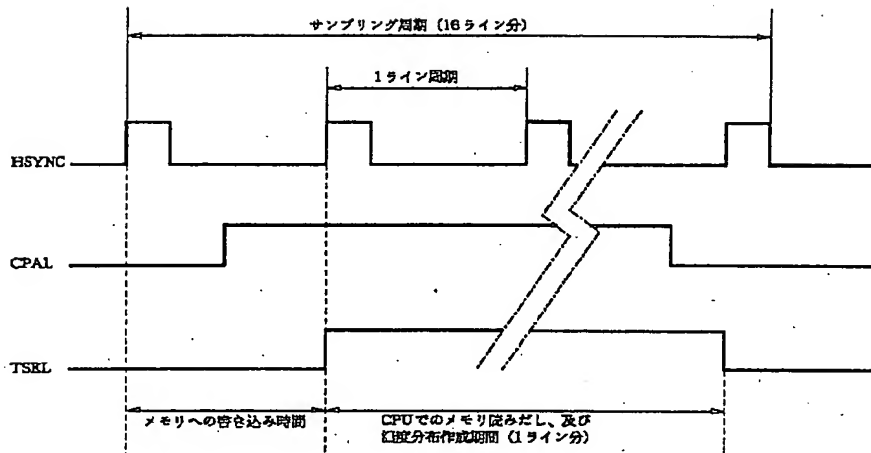 サンプリング周期 (16ライン分)
1ライン周期
HSYNC
CPAL
TSEL
メモリへの書き込み時間
CPUでのメモリ読みだし、及び
度分布作成期間 (1ライン分)